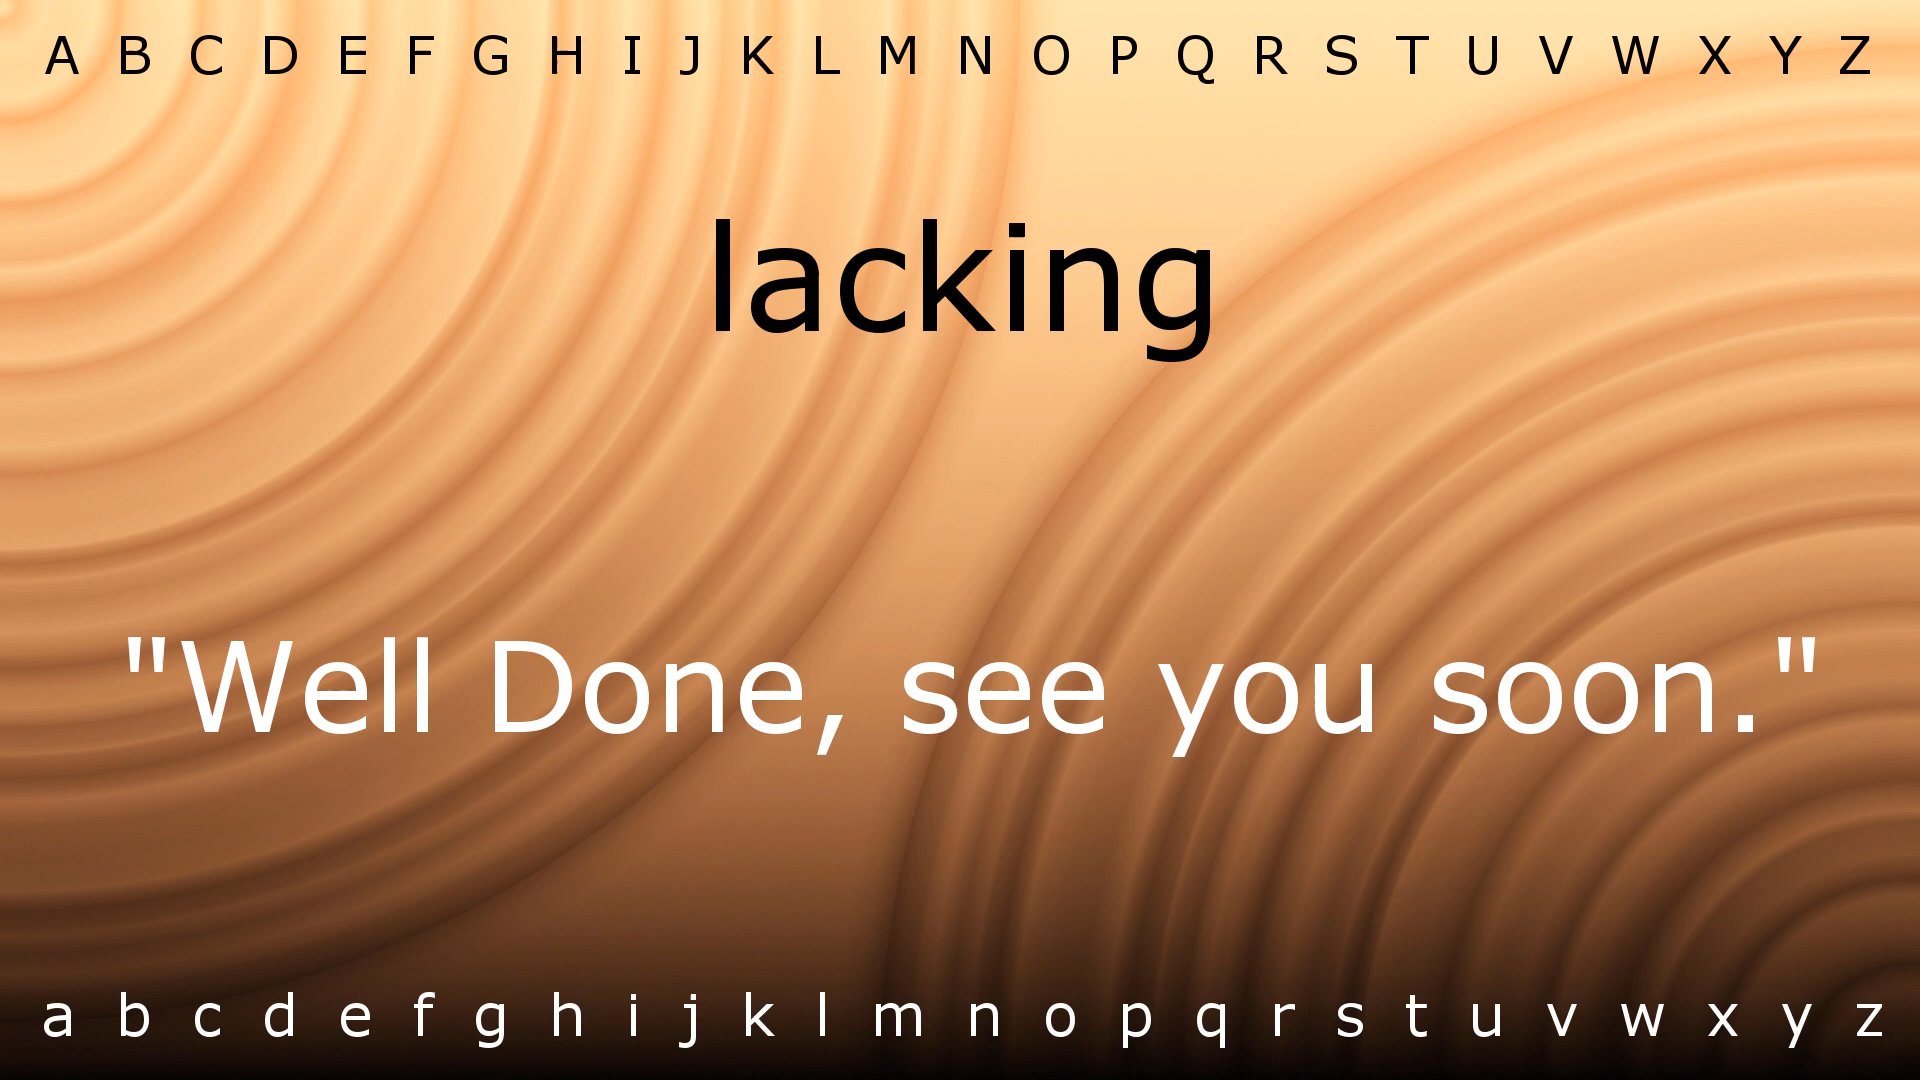 A B C D E F G H I J K L M N O P Q R S T U V W X Y Z
lacking
"Well Done, see you soon."
a b c d e f g h i j k l m n o p q r s t u v w x y z